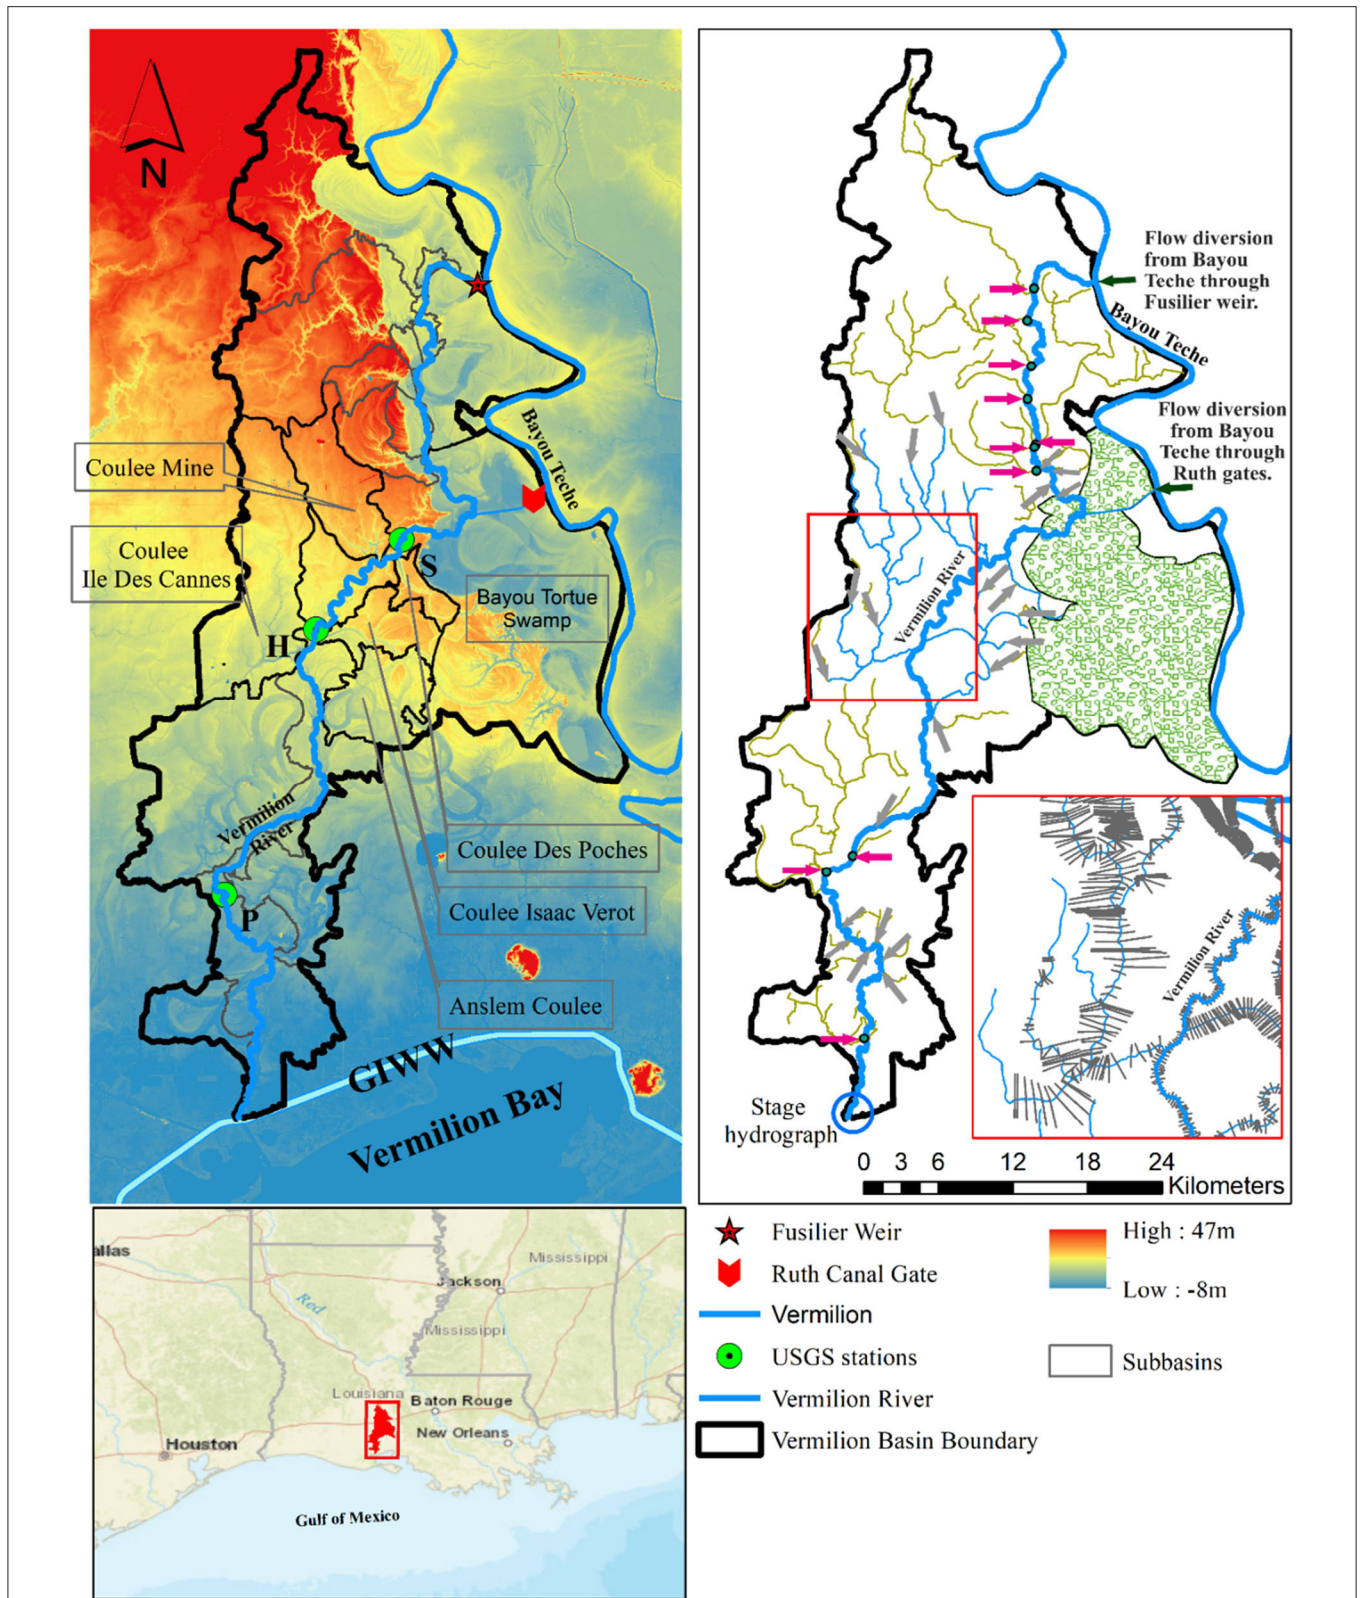 N
Coulee Mine
Coulee
Ile Des Cannes
Bayou Teche
S
Bayou Tortue
Swamp
H
Vermilion
River
P
Coulee Des Poches
Coulee Isaac Verot
Anslem Coulee
GIWW
Vermilion Bay
Flow diversion
from Bayou
Teche through
Fusilier weir.
Bayou Teche
Flow diversion
from Bayou
Teche through
Ruth gates.
Vermilion River
Vermilion River
Stage
hydrograph
0 3 6 12 18 24
Kilometers
allas
Red
Jackson
Mississippi
Mississippi
Louisiana
Baton Rouge
New Orleans
Houston
Gulf of Mexico
Fusilier Weir
Ruth Canal Gate
Vermilion
USGS stations
Vermilion River
Vermilion Basin Boundary
High : 47m
Low : -8m
Subbasins